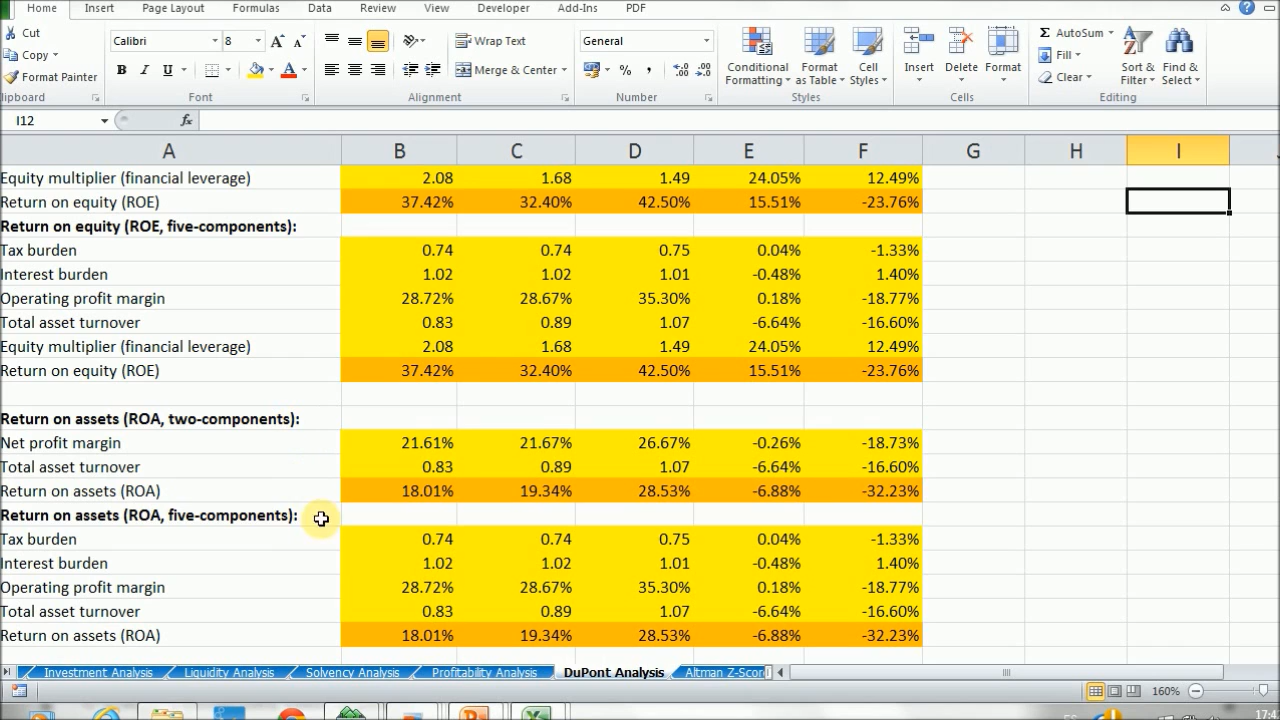 Home Insert Page Layout Formulas Data Review View Developer Add-Ins PDF
Cut
Copy
Format Painter
Calibri 8
B I U A
Wrap Text
Merge & Center
General
% ,
Conditional Formatting
Format as Table
Cell Styles
Insert Delete Format
AutoSum
Fill
Clear
Sort & Filter
Find & Select
lipboard Font Alignment Number Styles Cells Editing
I12 fx
A B C D E F G H I
Equity multiplier (financial leverage) 2.08 1.68 1.49 24.05% 12.49%
Return on equity (ROE) 37.42% 32.40% 42.50% 15.51% -23.76%
Return on equity (ROE, five-components):
Tax burden 0.74 0.74 0.75 0.04% -1.33%
Interest burden 1.02 1.02 1.01 -0.48% 1.40%
Operating profit margin 28.72% 28.67% 35.30% 0.18% -18.77%
Total asset turnover 0.83 0.89 1.07 -6.64% -16.60%
Equity multiplier (financial leverage) 2.08 1.68 1.49 24.05% 12.49%
Return on equity (ROE) 37.42% 32.40% 42.50% 15.51% -23.76%
Return on assets (ROA, two-components):
Net profit margin 21.61% 21.67% 26.67% -0.26% -18.73%
Total asset turnover 0.83 0.89 1.07 -6.64% -16.60%
Return on assets (ROA) 18.01% 19.34% 28.53% -6.88% -32.23%
Return on assets (ROA, five-components):
Tax burden 0.74 0.74 0.75 0.04% -1.33%
Interest burden 1.02 1.02 1.01 -0.48% 1.40%
Operating profit margin 28.72% 28.67% 35.30% 0.18% -18.77%
Total asset turnover 0.83 0.89 1.07 -6.64% -16.60%
Return on assets (ROA) 18.01% 19.34% 28.53% -6.88% -32.23%
Investment Analysis Liquidity Analysis Solvency Analysis Profitability Analysis DuPont Analysis Altman Z-Scor
160%